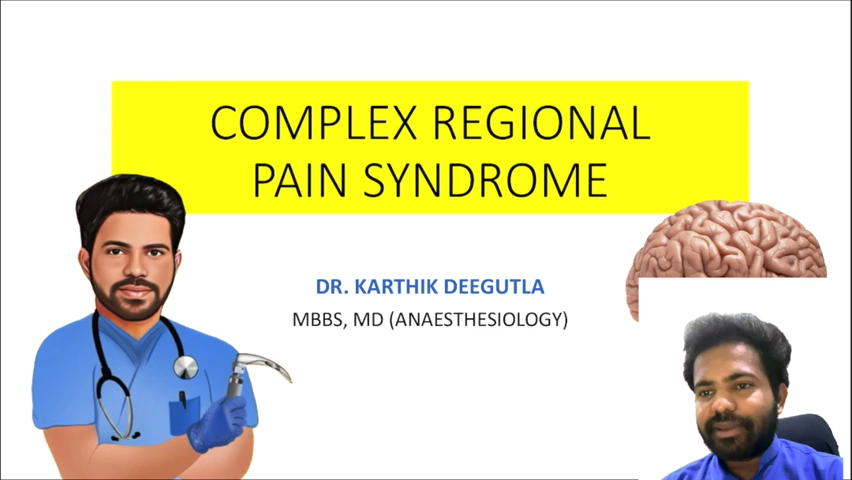 COMPLEX REGIONAL
PAIN SYNDROME
DR. KARTHIK DEEGUTLA
MBBS, MD (ANAESTHESIOLOGY)